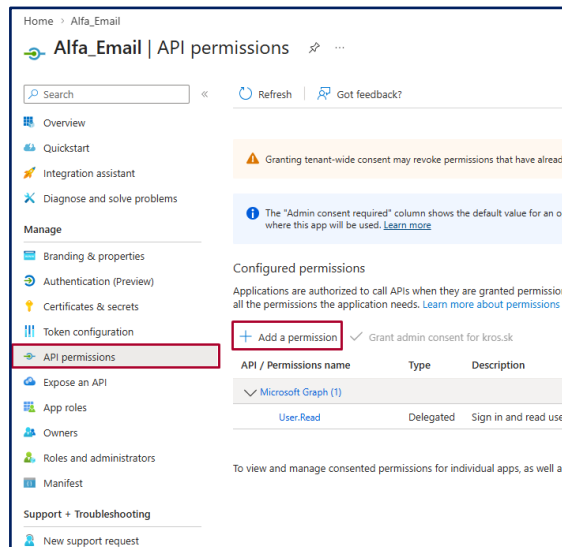 Home > Alfa_Email
Alfa_Email | API permissions
Search
Refresh
Got feedback?
Overview
Quickstart
Integration assistant
Diagnose and solve problems
Manage
Branding & properties
Authentication (Preview)
Certificates & secrets
Token configuration
API permissions
Expose an API
App roles
Owners
Roles and administrators
Manifest
Support + Troubleshooting
New support request
Granting tenant-wide consent may revoke permissions that have alread
The "Admin consent required" column shows the default value for an o
where this app will be used. Learn more
Configured permissions
Applications are authorized to call APIs when they are granted permission
all the permissions the application needs. Learn more about permissions
Add a permission
Grant admin consent for kros.sk
API / Permissions name Type Description
Microsoft Graph (1)
User.Read Delegated Sign in and read use
To view and manage consented permissions for individual apps, as well a